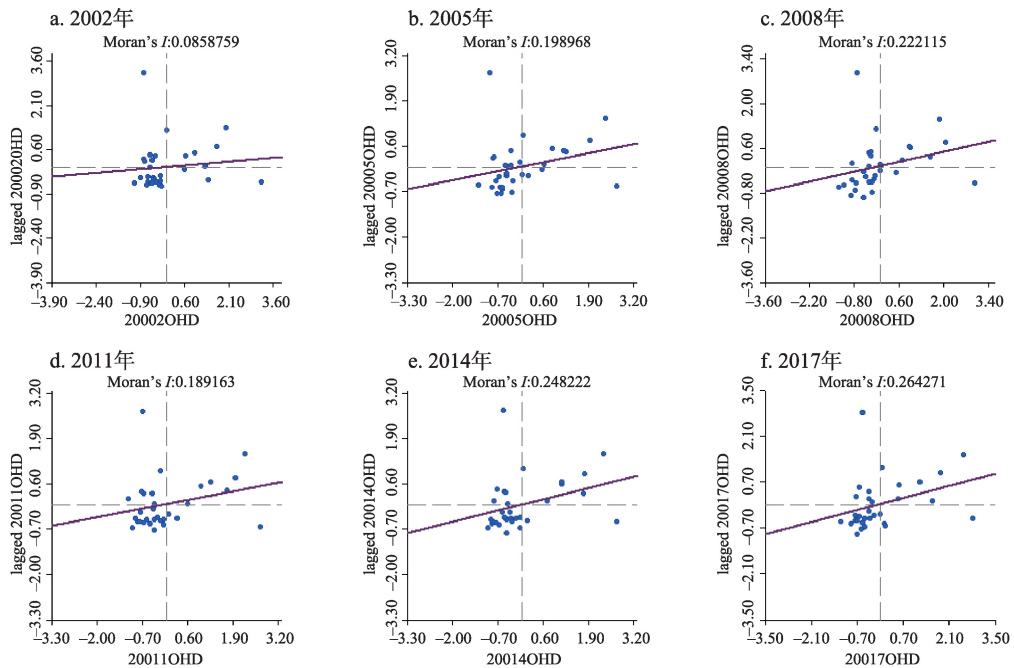 a. 2002年
Moran's I:0.0858759
lagged 20002OHD
3.60
2.10
0.60
−0.90
−2.40
−3.90
−3.90 −2.40 −0.90 0.60 2.10 3.60
20002OHD
b. 2005年
Moran's I:0.198968
lagged 20005OHD
3.20
1.90
0.60
−0.70
−2.00
−3.30
−3.30 −2.00 −0.70 0.60 1.90 3.20
20005OHD
c. 2008年
Moran's I:0.222115
lagged 20008OHD
3.40
2.00
0.60
−0.80
−2.20
−3.60
−3.60 −2.20 −0.80 0.60 2.00 3.40
20008OHD
d. 2011年
Moran's I:0.189163
lagged 20011OHD
3.20
1.90
0.60
−0.70
−2.00
−3.30
−3.30 −2.00 −0.70 0.60 1.90 3.20
20011OHD
e. 2014年
Moran's I:0.248222
lagged 20014OHD
3.20
1.90
0.60
−0.70
−2.00
−3.30
−3.30 −2.00 −0.70 0.60 1.90 3.20
20014OHD
f. 2017年
Moran's I:0.264271
lagged 20017OHD
3.50
2.10
0.70
−0.70
−2.10
−3.50
−3.50 −2.10 −0.70 0.70 2.10 3.50
20017OHD